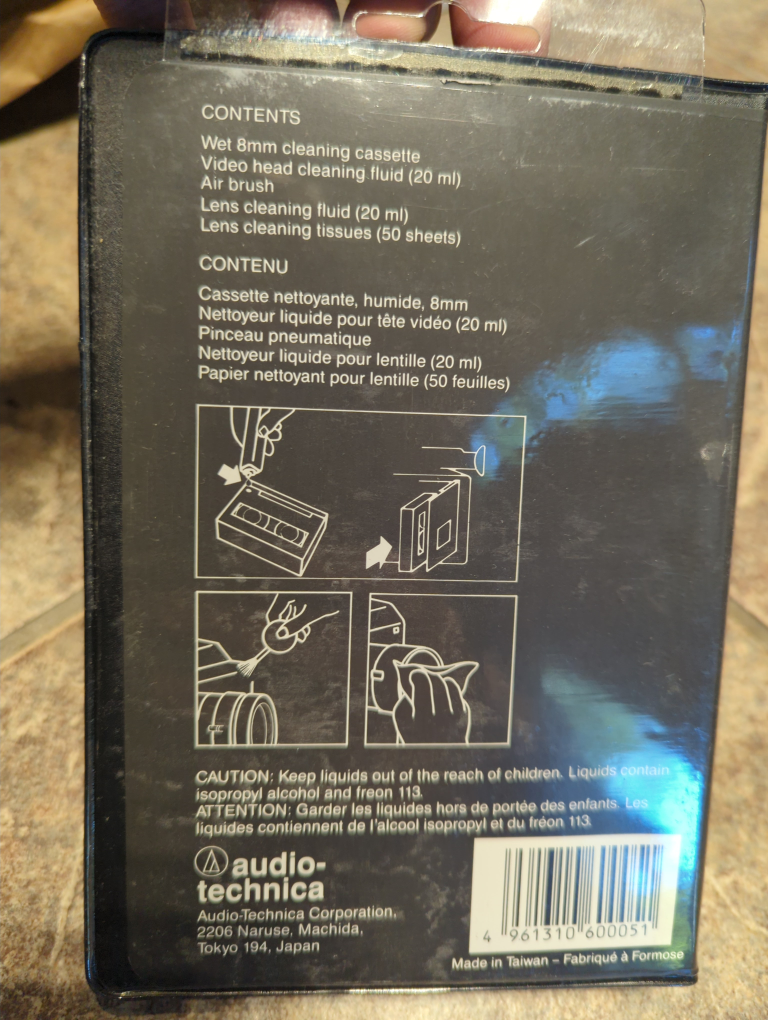 CONTENTS
Wet 8mm cleaning cassette
Video head cleaning fluid (20 ml)
Air brush
Lens cleaning fluid (20 ml)
Lens cleaning tissues (50 sheets)
CONTENU
Cassette nettoyante, humide, 8mm
Nettoyeur liquide pour tête vidéo (20 ml)
Pinceau pneumatique
Nettoyeur liquide pour lentille (20 ml)
Papier nettoyant pour lentille (50 feuilles)
CAUTION: Keep liquids out of the reach of children. Liquids contain
isopropyl alcohol and freon 113.
ATTENTION: Garder les liquides hors de portée des enfants. Les
liquides contiennent de l'alcool isopropyl et du fréon 113.
audio-
technica
Audio-Technica Corporation,
2206 Naruse, Machida,
Tokyo 194, Japan
4 961310 600051
Made in Taiwan – Fabriqué à Formose